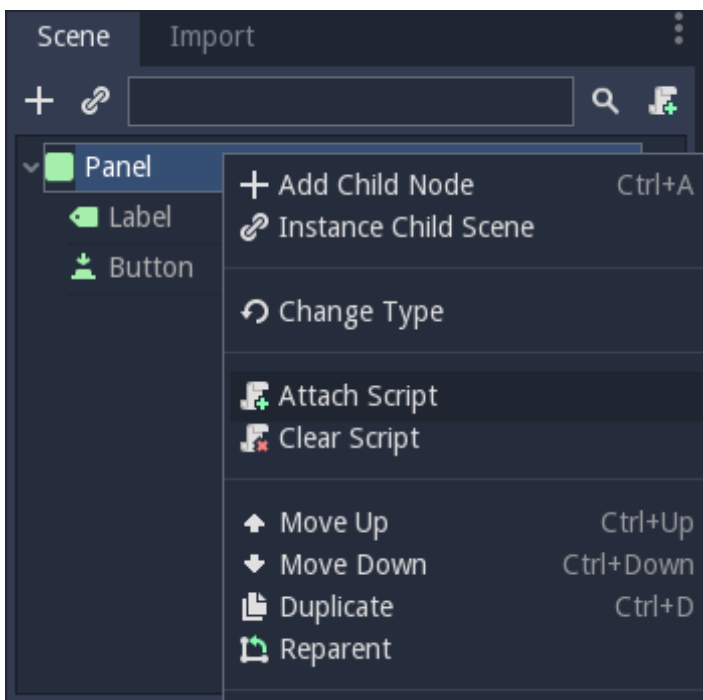 Scene Import
Panel
Add Child Node Ctrl+A
Label
Instance Child Scene
Button
Change Type
Attach Script
Clear Script
Move Up Ctrl+Up
Move Down Ctrl+Down
Duplicate Ctrl+D
Reparent